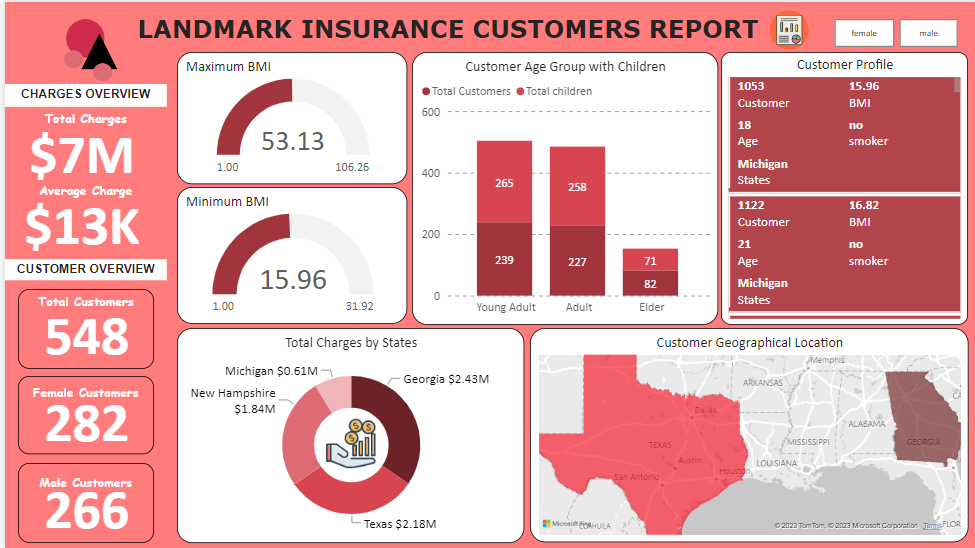 LANDMARK INSURANCE CUSTOMERS REPORT
female
male
CHARGES OVERVIEW
Total Charges
$7M
Average Charge
$13K
CUSTOMER OVERVIEW
Total Customers
548
Female Customers
282
Male Customers
266
Maximum BMI
53.13
1.00
106.26
Minimum BMI
15.96
1.00
31.92
Customer Age Group with Children
Total Customers
Total children
600
400
200
0
265
239
258
227
71
82
Young Adult
Adult
Elder
Customer Profile
1053
15.96
Customer
BMI
18
no
Age
smoker
Michigan
States
1122
16.82
Customer
BMI
21
no
Age
smoker
Michigan
States
Total Charges by States
Michigan $0.61M
Georgia $2.43M
New Hampshire
$1.84M
Texas $2.18M
Customer Geographical Location
Memphis
ARKANSAS
Dallas
ALABAMA
MISSISSIPPI
GEORGIA
TEXAS
Austin
LOUISIANA
San Antonio
Houston
Microsoft Bing
© 2023 TomTom, © 2023 Microsoft Corporation
Terms